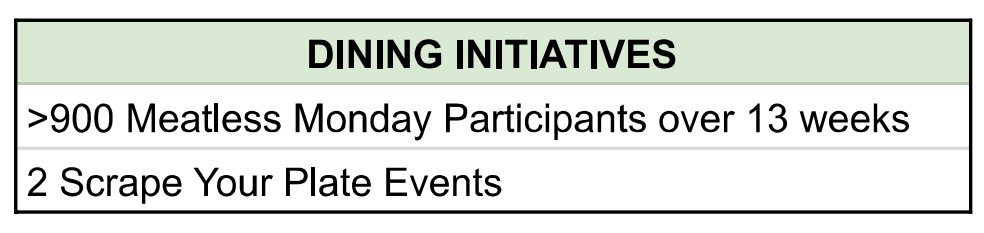 DINING INITIATIVES
>900 Meatless Monday Participants over 13 weeks
2 Scrape Your Plate Events